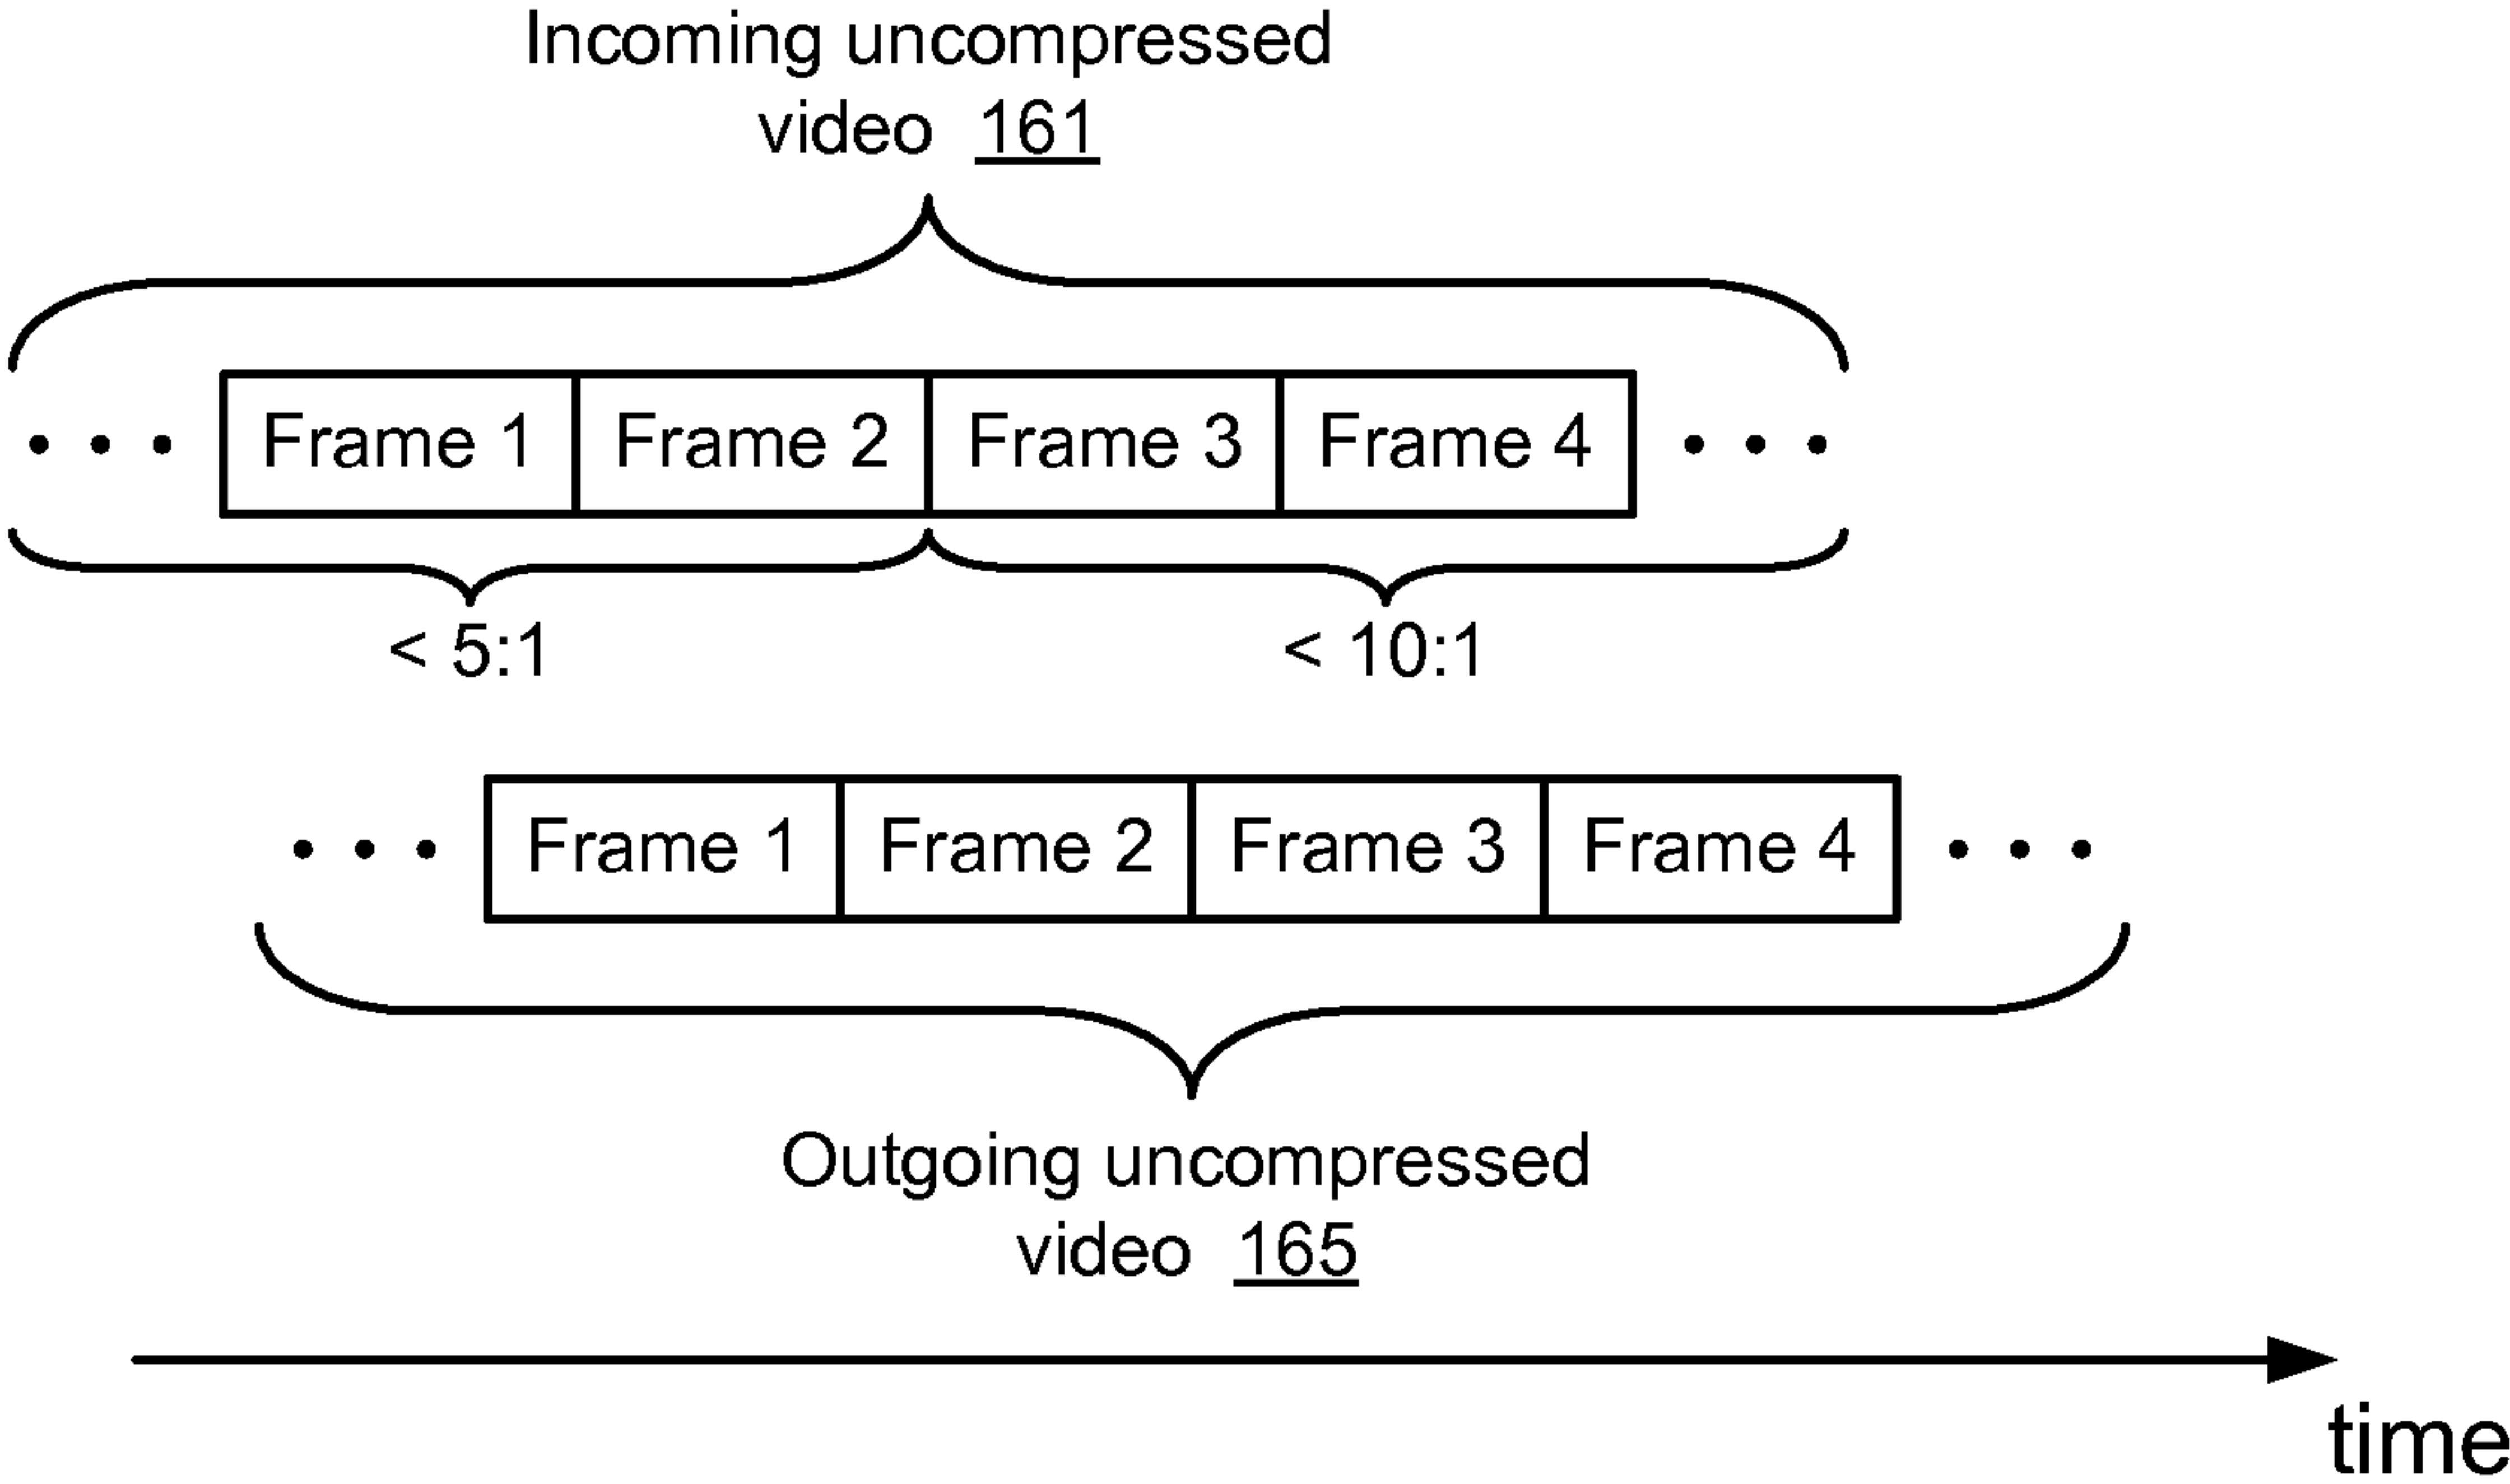 Incoming uncompressed
video 161
• • • Frame 1 Frame 2 Frame 3 Frame 4 • • •
< 5:1 < 10:1
• • • Frame 1 Frame 2 Frame 3 Frame 4 • • •
Outgoing uncompressed
video 165
time